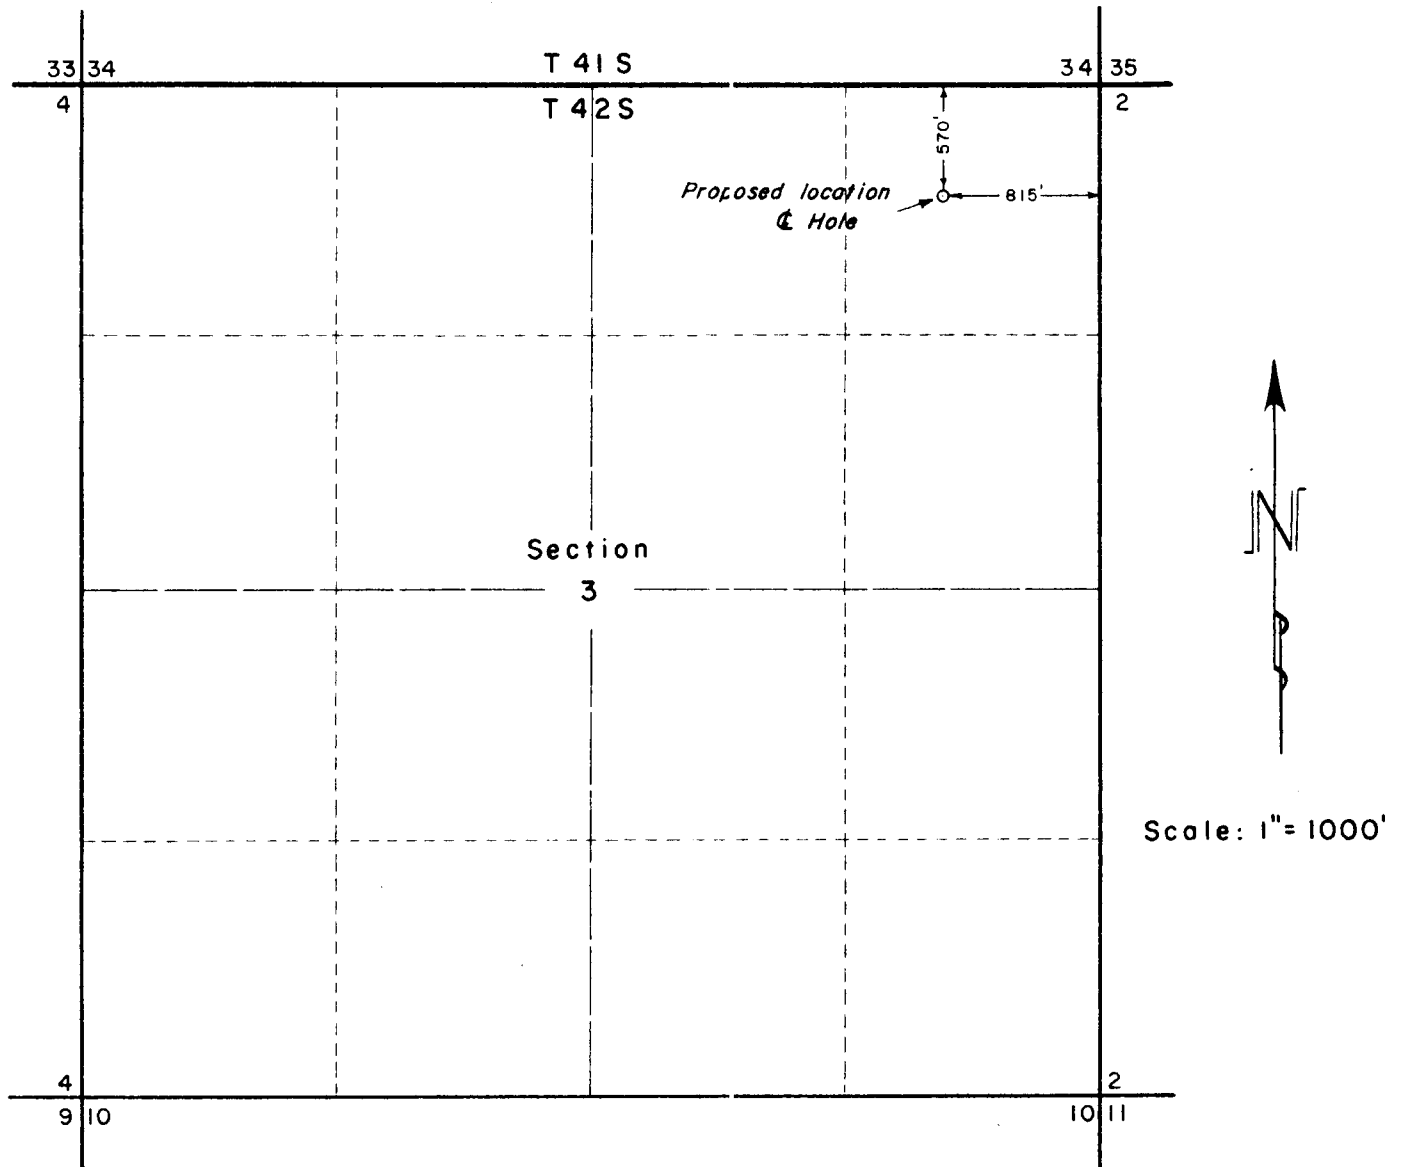 T 41 S
33 34
34 35
4
T 42 S
2
570'
Proposed location
℄ Hole
815'
N
Section
3
Scale: 1"= 1000'
4
2
9 10
10 11